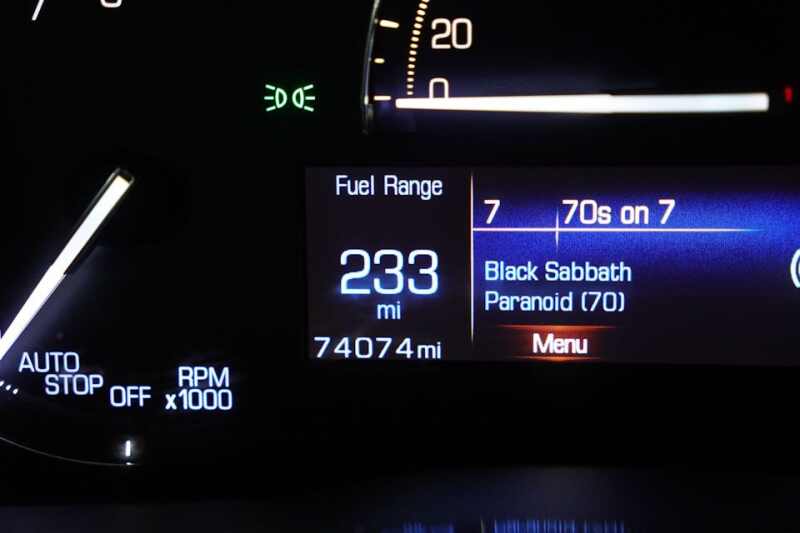 20
0
Fuel Range
7 70s on 7
233
mi
Black Sabbath
Paranoid (70)
74074mi
Menu
AUTO
STOP
OFF
RPM
x1000